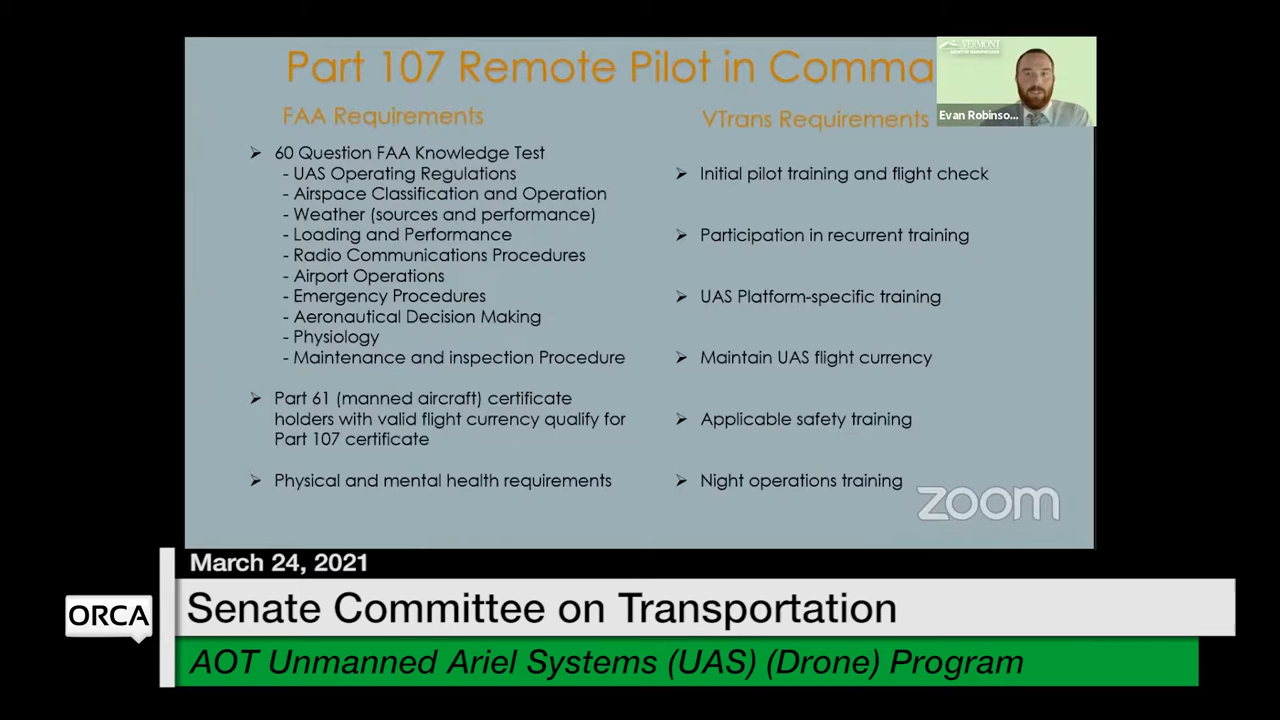 Part 107 Remote Pilot in Comma
VERMONT
Evan Robinso...
FAA Requirements
➢ 60 Question FAA Knowledge Test
- UAS Operating Regulations
- Airspace Classification and Operation
- Weather (sources and performance)
- Loading and Performance
- Radio Communications Procedures
- Airport Operations
- Emergency Procedures
- Aeronautical Decision Making
- Physiology
- Maintenance and inspection Procedure
➢ Part 61 (manned aircraft) certificate
holders with valid flight currency qualify for
Part 107 certificate
➢ Physical and mental health requirements
VTrans Requirements
➢ Initial pilot training and flight check
➢ Participation in recurrent training
➢ UAS Platform-specific training
➢ Maintain UAS flight currency
➢ Applicable safety training
➢ Night operations training
zoom
March 24, 2021
ORCA
Senate Committee on Transportation
AOT Unmanned Ariel Systems (UAS) (Drone) Program